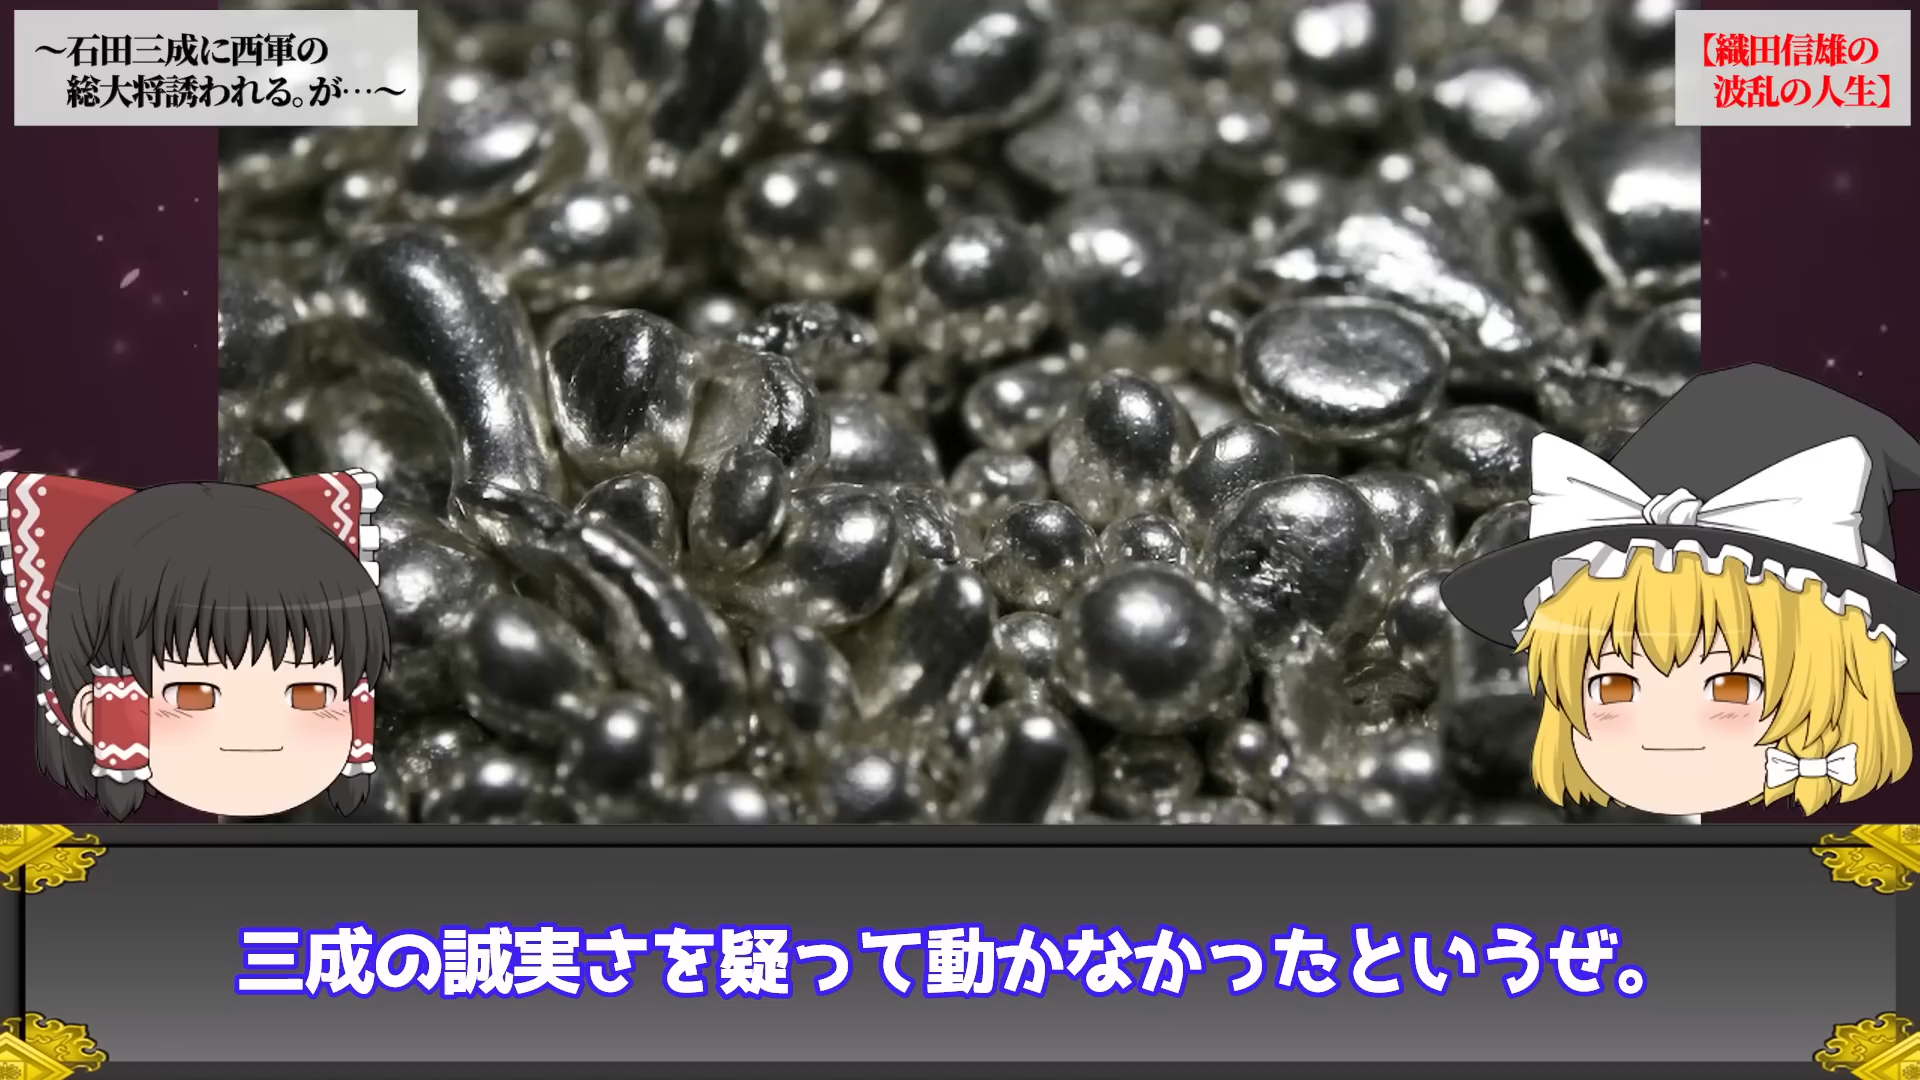 ～石田三成に西軍の
総大将誘われる。が…～
【織田信雄の
波乱の人生】
三成の誠実さを疑って動かなかったというぜ。